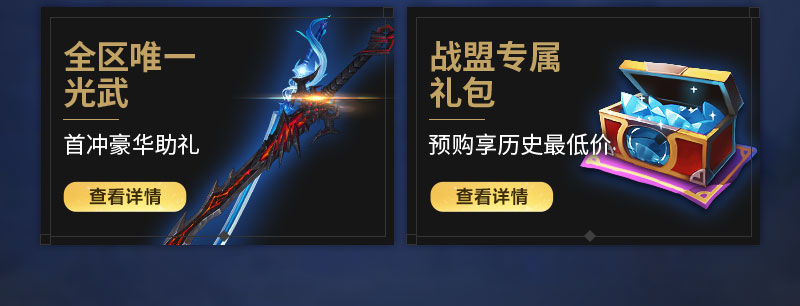 全区唯一
光武
首冲豪华助礼
查看详情
战盟专属
礼包
预购享历史最低价
查看详情